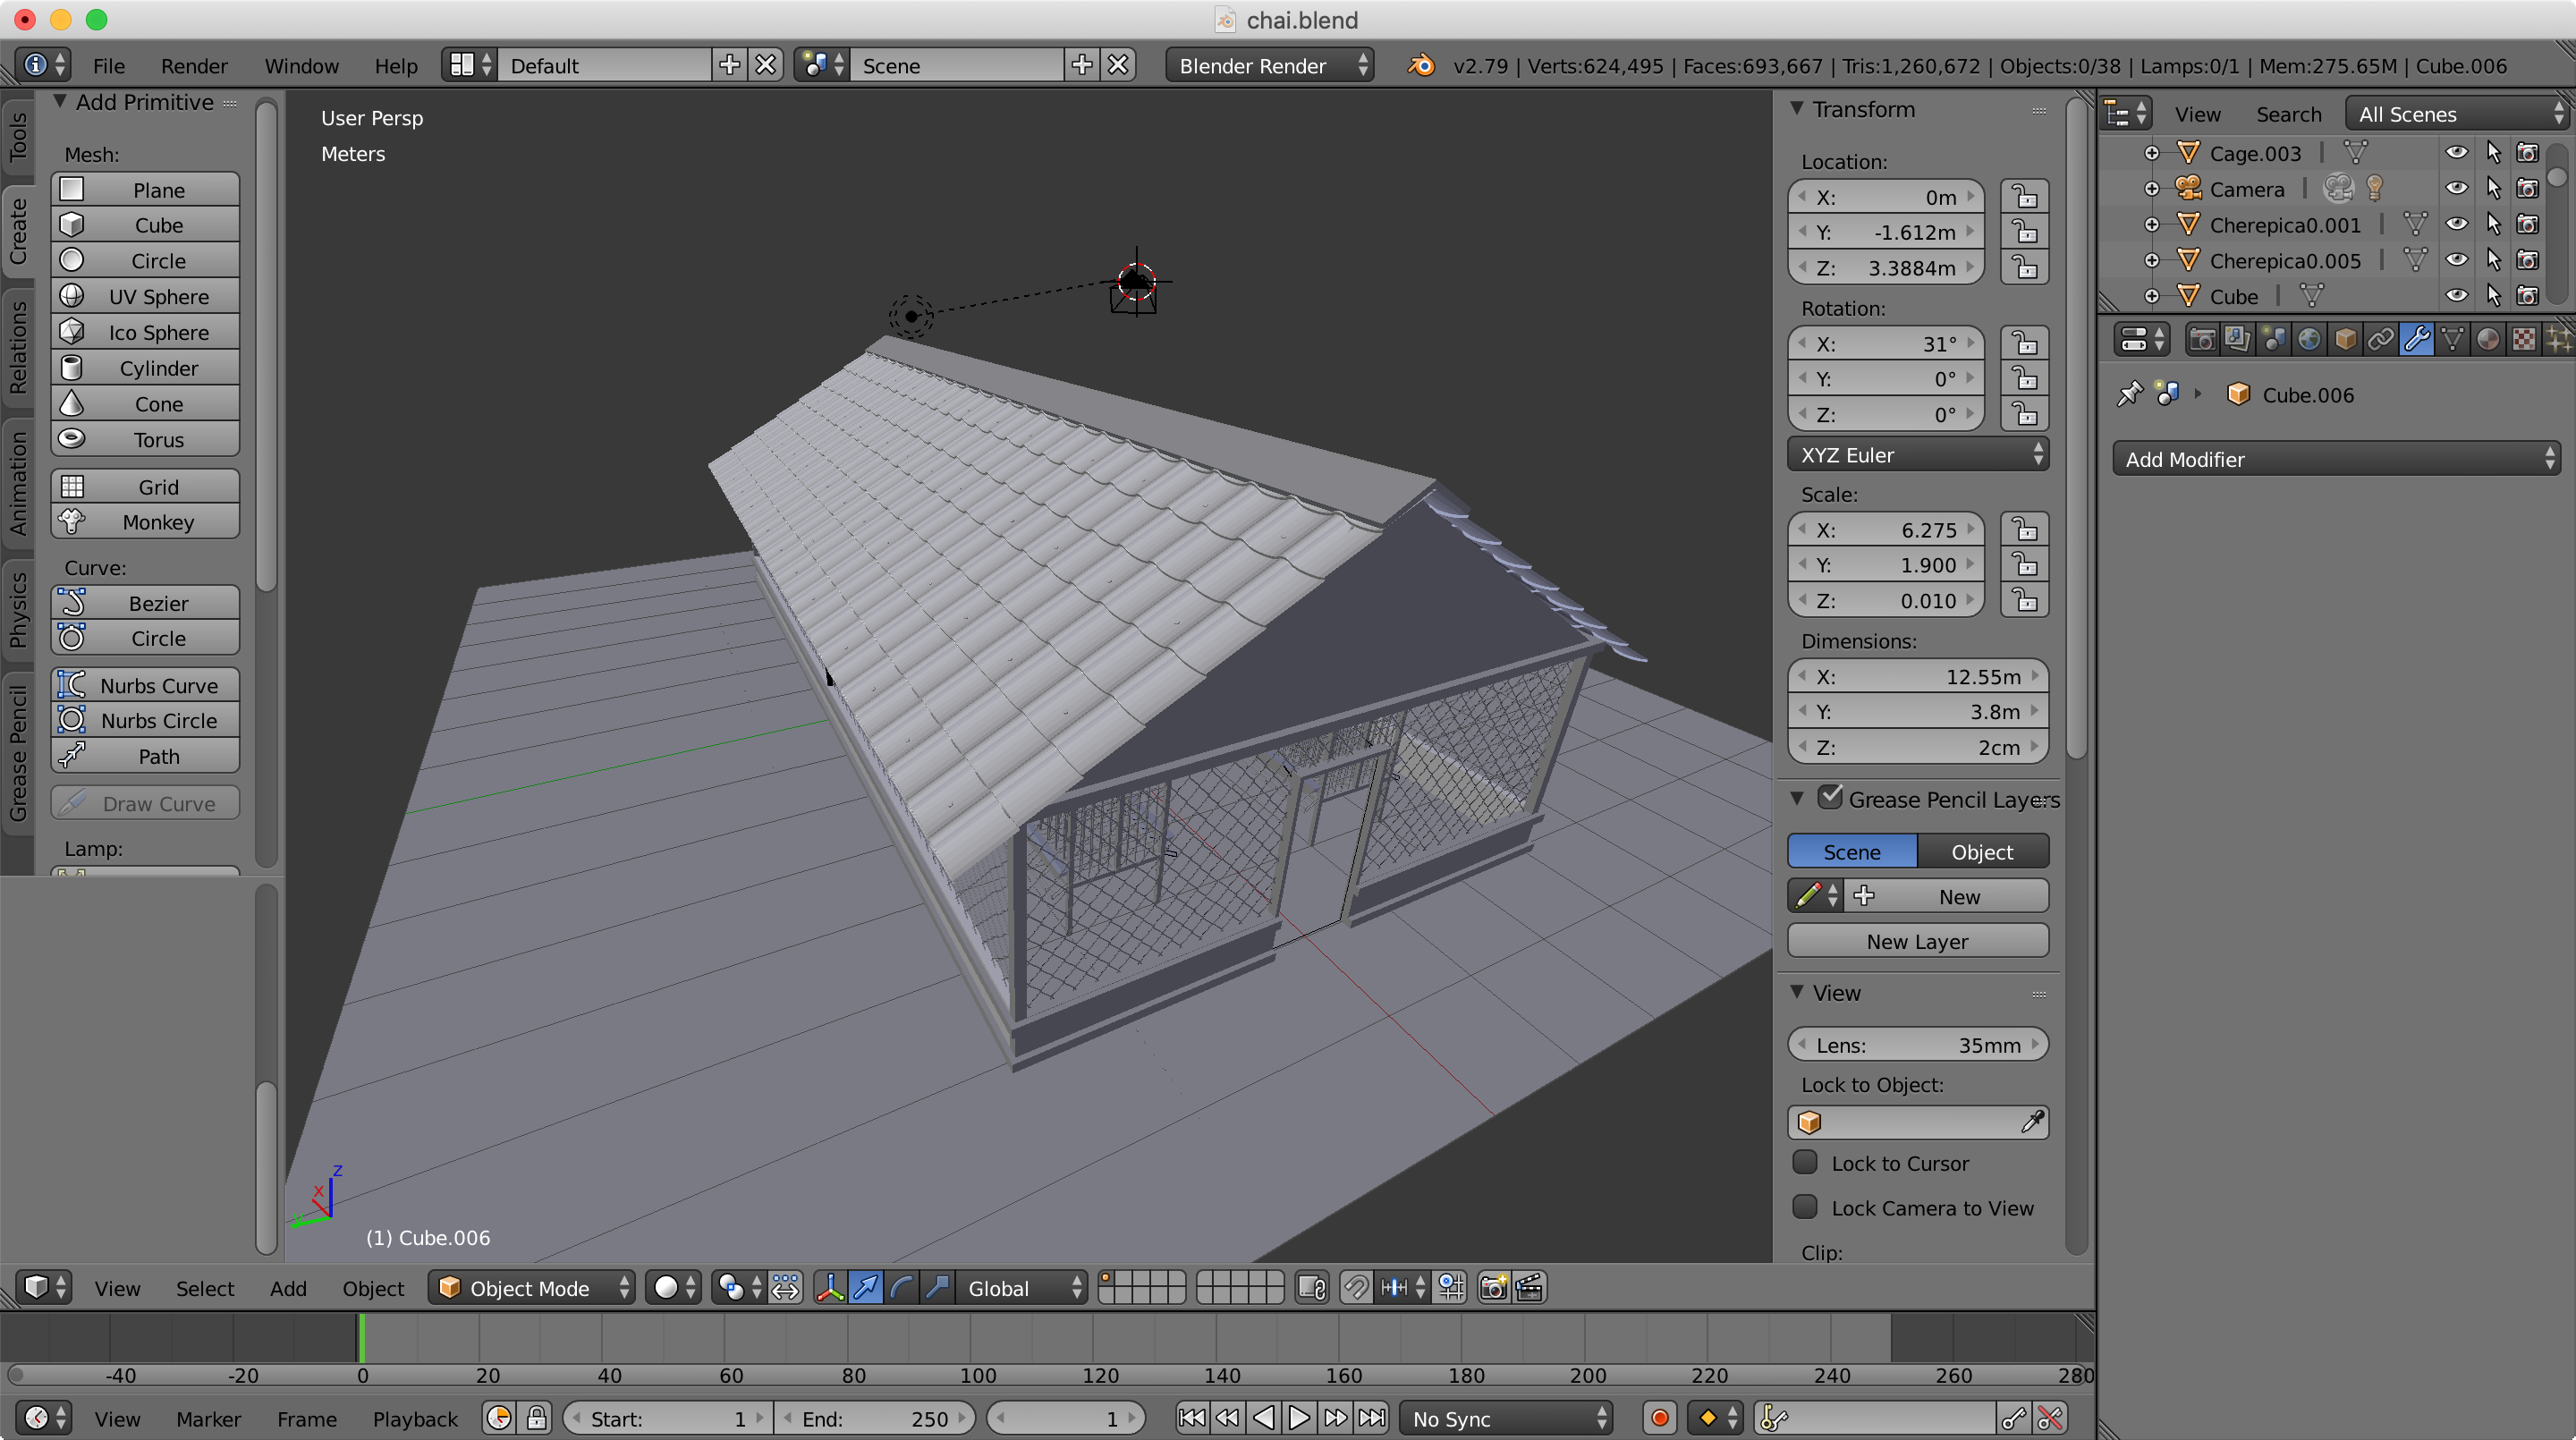 chai.blend
File Render Window Help Default Scene Blender Render v2.79 | Verts:624,495 | Faces:693,667 | Tris:1,260,672 | Objects:0/38 | Lamps:0/1 | Mem:275.65M | Cube.006
Tools
Create
Relations
Animation
Physics
Grease Pencil
Add Primitive
Mesh:
Plane
Cube
Circle
UV Sphere
Ico Sphere
Cylinder
Cone
Torus
Grid
Monkey
Curve:
Bezier
Circle
Nurbs Curve
Nurbs Circle
Path
Draw Curve
Lamp:
User Persp
Meters
z
x
y
(1) Cube.006
Transform
Location:
X: 0m
Y: -1.612m
Z: 3.3884m
Rotation:
X: 31°
Y: 0°
Z: 0°
XYZ Euler
Scale:
X: 6.275
Y: 1.900
Z: 0.010
Dimensions:
X: 12.55m
Y: 3.8m
Z: 2cm
Grease Pencil Layers
Scene Object
New
New Layer
View
Lens: 35mm
Lock to Object:
Lock to Cursor
Lock Camera to View
Clip:
View Search All Scenes
Cage.003
Camera
Cherepica0.001
Cherepica0.005
Cube
Cube.006
Add Modifier
View Select Add Object Object Mode Global
-40 -20 0 20 40 60 80 100 120 140 160 180 200 220 240 260 280
View Marker Frame Playback Start: 1 End: 250 1 No Sync